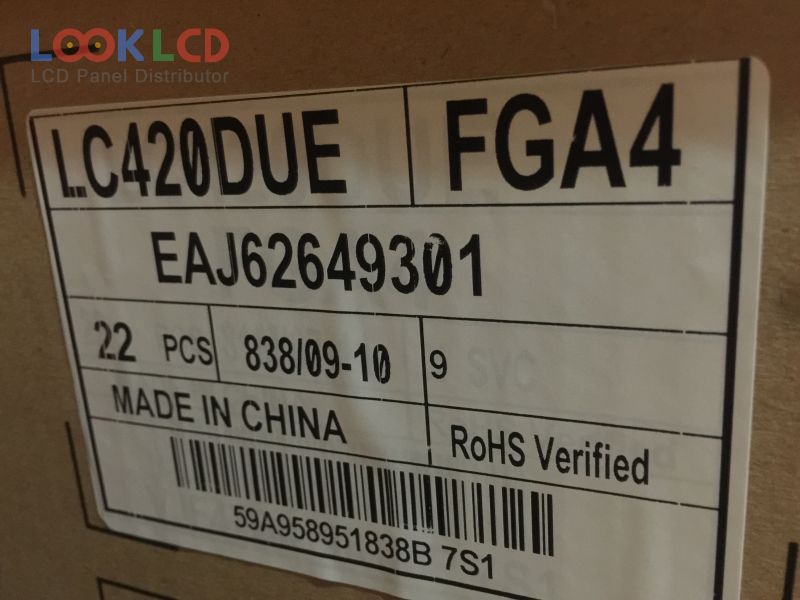 LOOKLCD
LCD Panel Distributor
LC420DUE FGA4
EAJ62649301
22 PCS 838/09-10 9
MADE IN CHINA RoHS Verified
59A958951838B 7S1